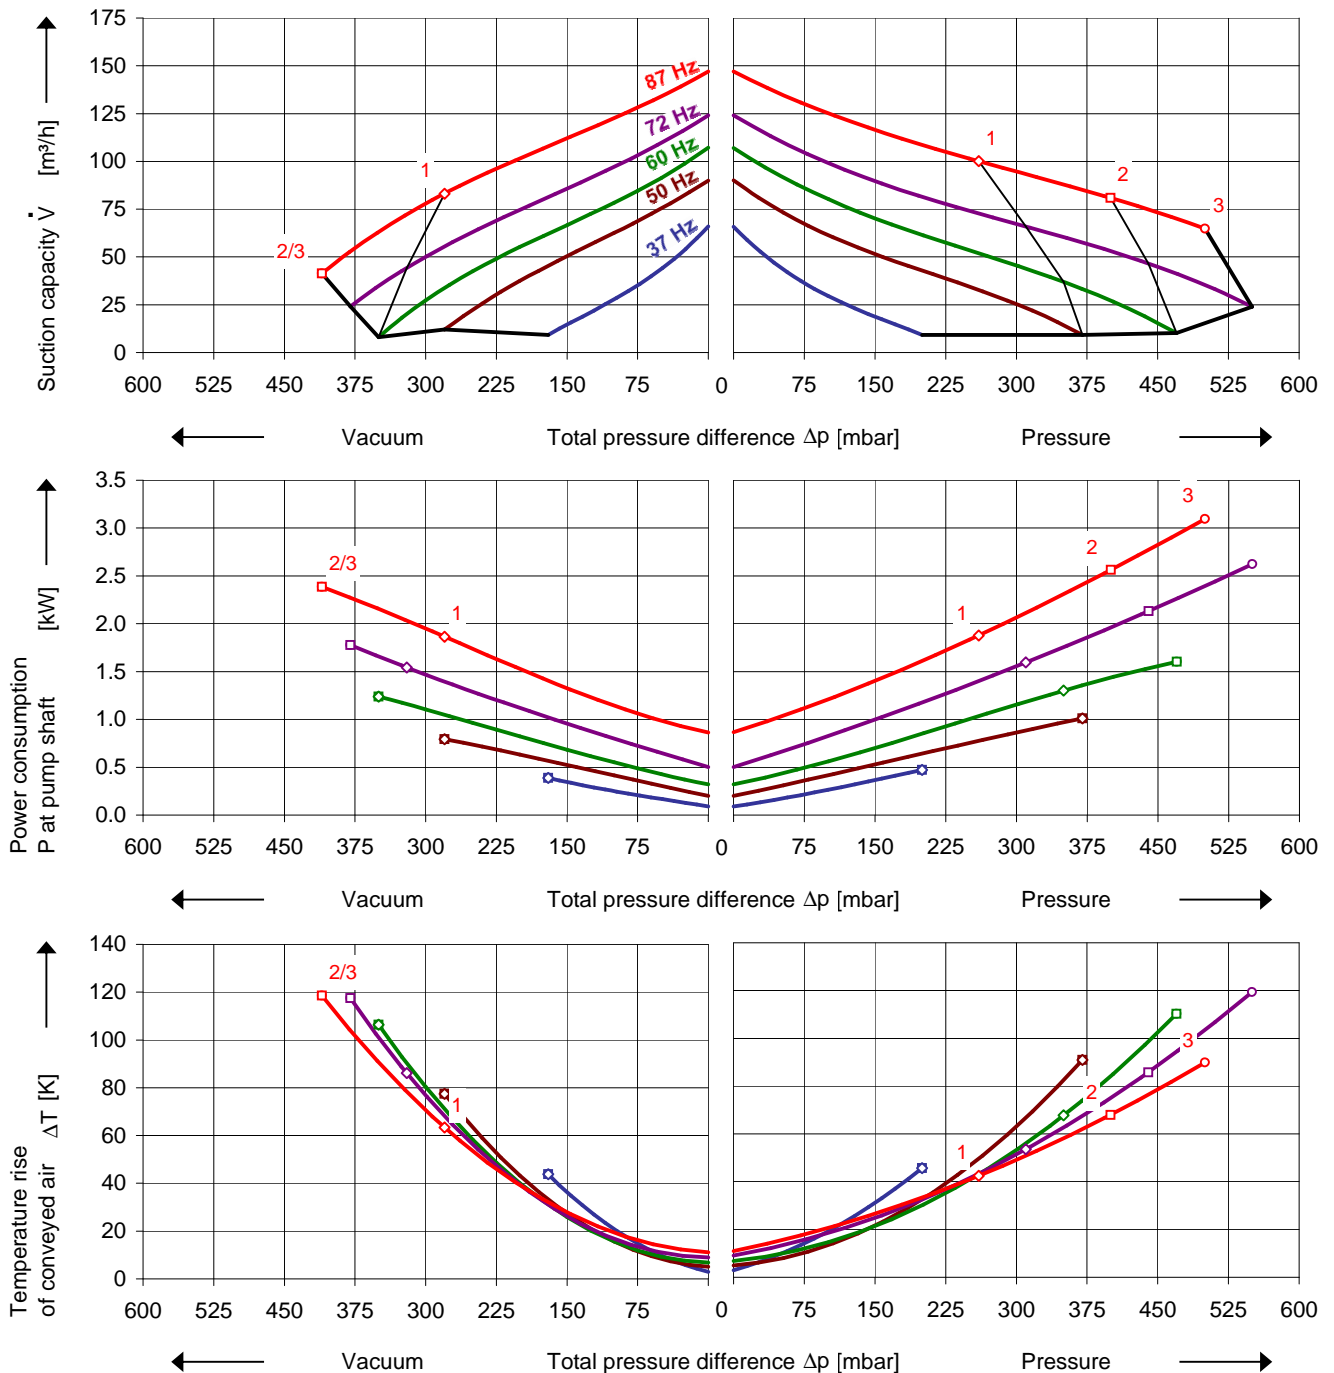 Suction capacity V̇ [m³/h]
175
150
125
100
75
50
25
0
87 Hz
72 Hz
60 Hz
50 Hz
37 Hz
1
2/3
1
2
3
600 525 450 375 300 225 150 75 0 75 150 225 300 375 450 525 600
Vacuum Total pressure difference Δp [mbar] Pressure
Power consumption
P at pump shaft [kW]
3.5
3.0
2.5
2.0
1.5
1.0
0.5
0.0
2/3
1
1
2
3
600 525 450 375 300 225 150 75 0 75 150 225 300 375 450 525 600
Vacuum Total pressure difference Δp [mbar] Pressure
Temperature rise
of conveyed air ΔT [K]
140
120
100
80
60
40
20
0
2/3
1
1
2
3
600 525 450 375 300 225 150 75 0 75 150 225 300 375 450 525 600
Vacuum Total pressure difference Δp [mbar] Pressure